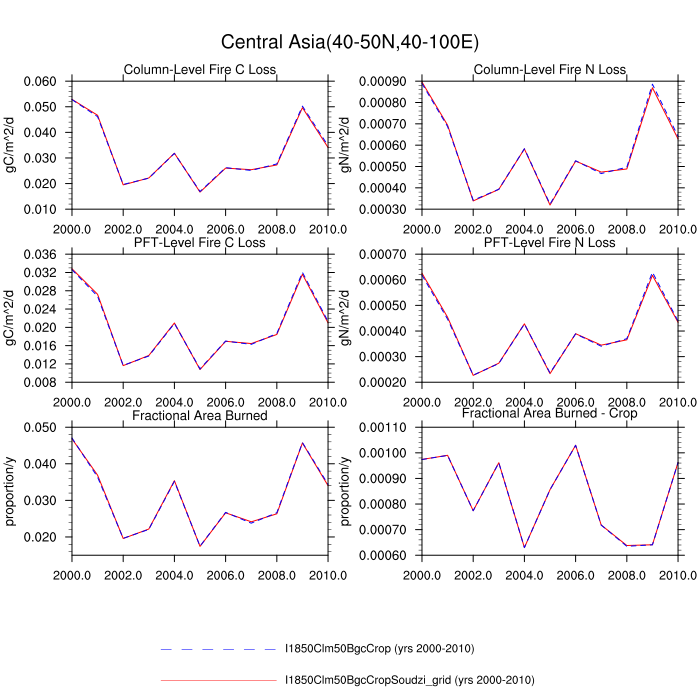 Central Asia(40-50N,40-100E)
Column-Level Fire C Loss
gC/m^2/d
0.060
0.050
0.040
0.030
0.020
0.010
2000.0 2002.0 2004.0 2006.0 2008.0 2010.0
Column-Level Fire N Loss
gN/m^2/d
0.00090
0.00080
0.00070
0.00060
0.00050
0.00040
0.00030
2000.0 2002.0 2004.0 2006.0 2008.0 2010.0
PFT-Level Fire C Loss
gC/m^2/d
0.036
0.032
0.028
0.024
0.020
0.016
0.012
0.008
2000.0 2002.0 2004.0 2006.0 2008.0 2010.0
PFT-Level Fire N Loss
gN/m^2/d
0.00070
0.00060
0.00050
0.00040
0.00030
0.00020
2000.0 2002.0 2004.0 2006.0 2008.0 2010.0
Fractional Area Burned
proportion/y
0.050
0.040
0.030
0.020
2000.0 2002.0 2004.0 2006.0 2008.0 2010.0
Fractional Area Burned - Crop
proportion/y
0.00110
0.00100
0.00090
0.00080
0.00070
0.00060
2000.0 2002.0 2004.0 2006.0 2008.0 2010.0
I1850Clm50BgcCrop (yrs 2000-2010)
I1850Clm50BgcCropSoudzi_grid (yrs 2000-2010)